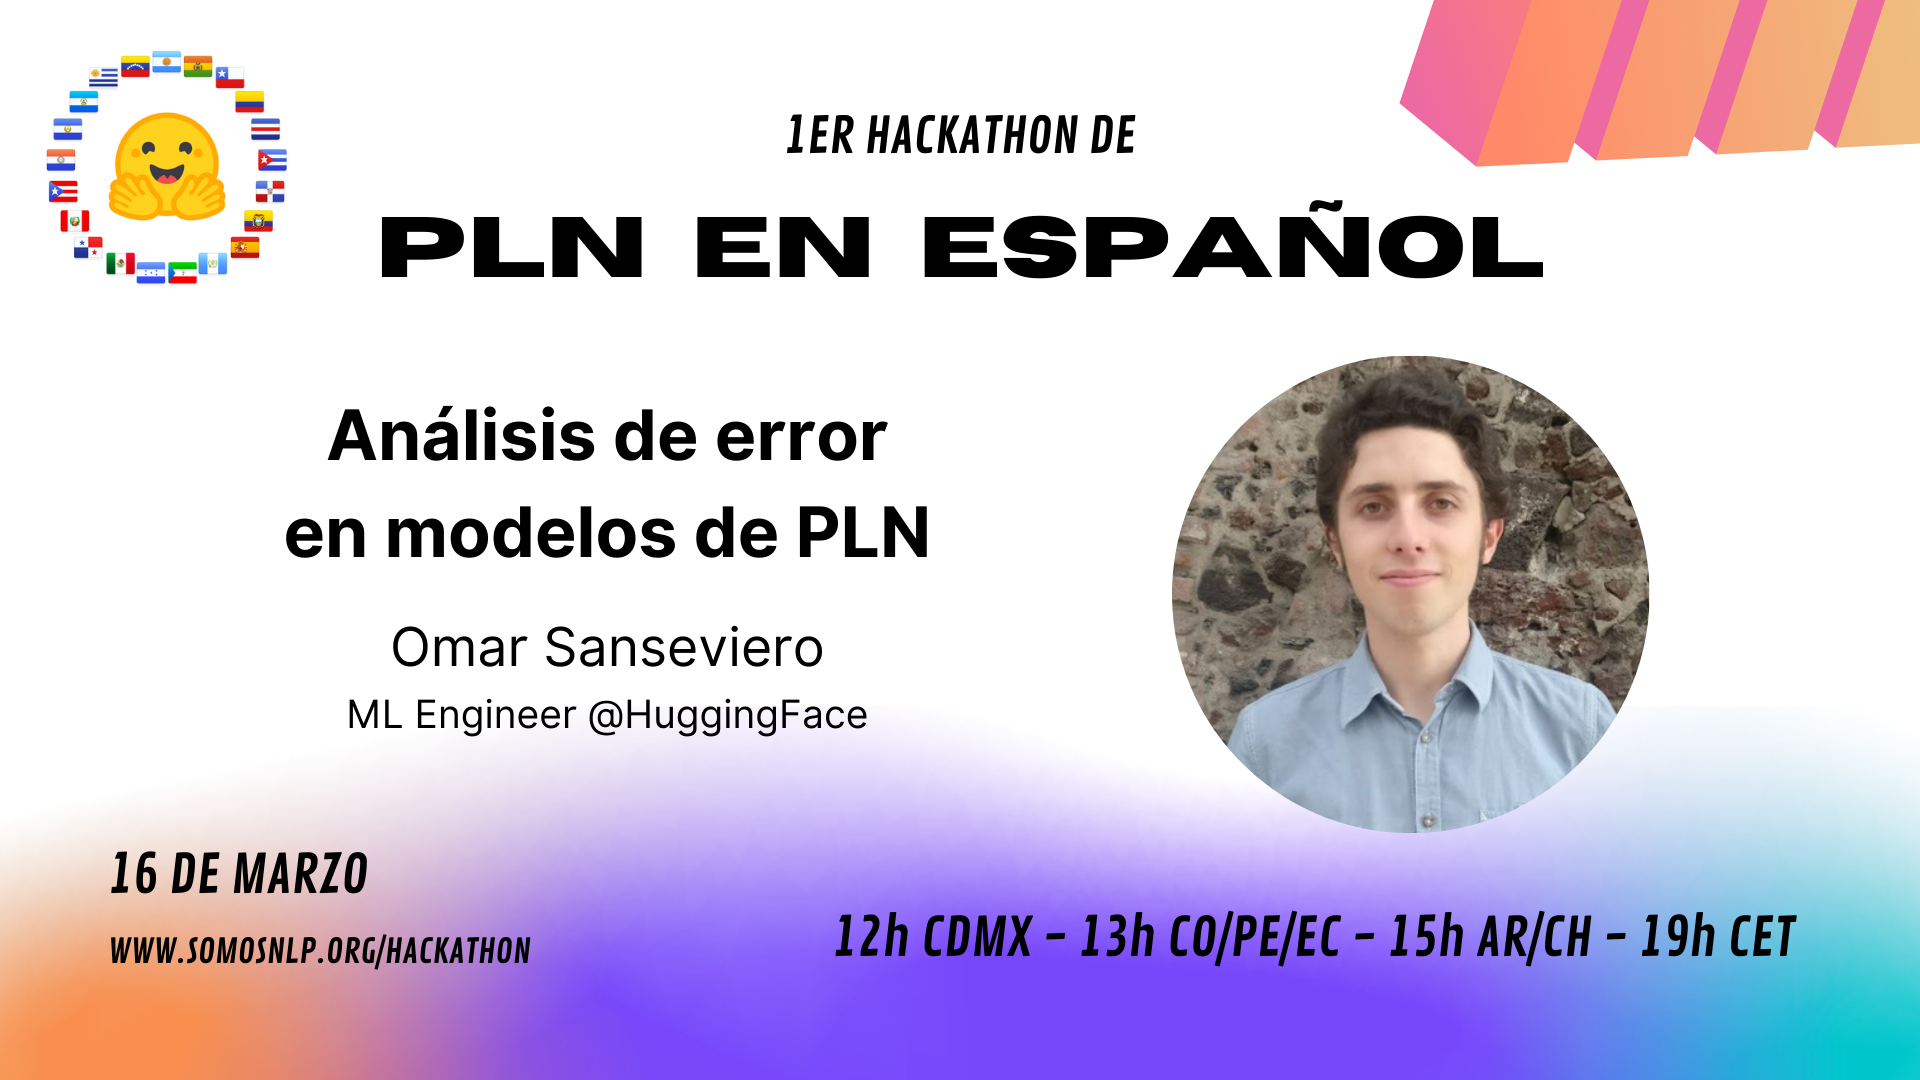 1ER HACKATHON DE
PLN EN ESPAÑOL
Análisis de error
en modelos de PLN
Omar Sanseviero
ML Engineer @HuggingFace
16 DE MARZO
WWW.SOMOSNLP.ORG/HACKATHON
12h CDMX - 13h CO/PE/EC - 15h AR/CH - 19h CET